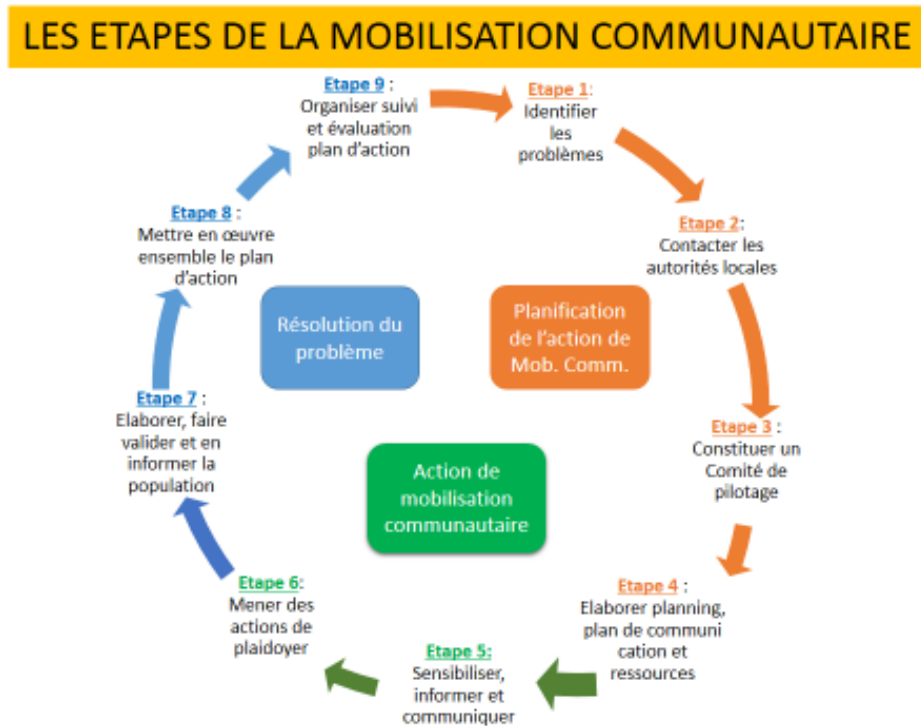 LES ETAPES DE LA MOBILISATION COMMUNAUTAIRE
Etape 1:
Identifier
les
problèmes
Etape 2:
Contacter les
autorités locales
Etape 3 :
Constituer un
Comité de
pilotage
Etape 4 :
Elaborer planning,
plan de communi
cation et
ressources
Etape 5:
Sensibiliser,
informer et
communiquer
Etape 6:
Mener des
actions de
plaidoyer
Etape 7 :
Elaborer, faire
valider et en
informer la
population
Etape 8 :
Mettre en œuvre
ensemble le plan
d'action
Etape 9 :
Organiser suivi
et évaluation
plan d'action
Résolution du
problème
Planification
de l'action de
Mob. Comm.
Action de
mobilisation
communautaire